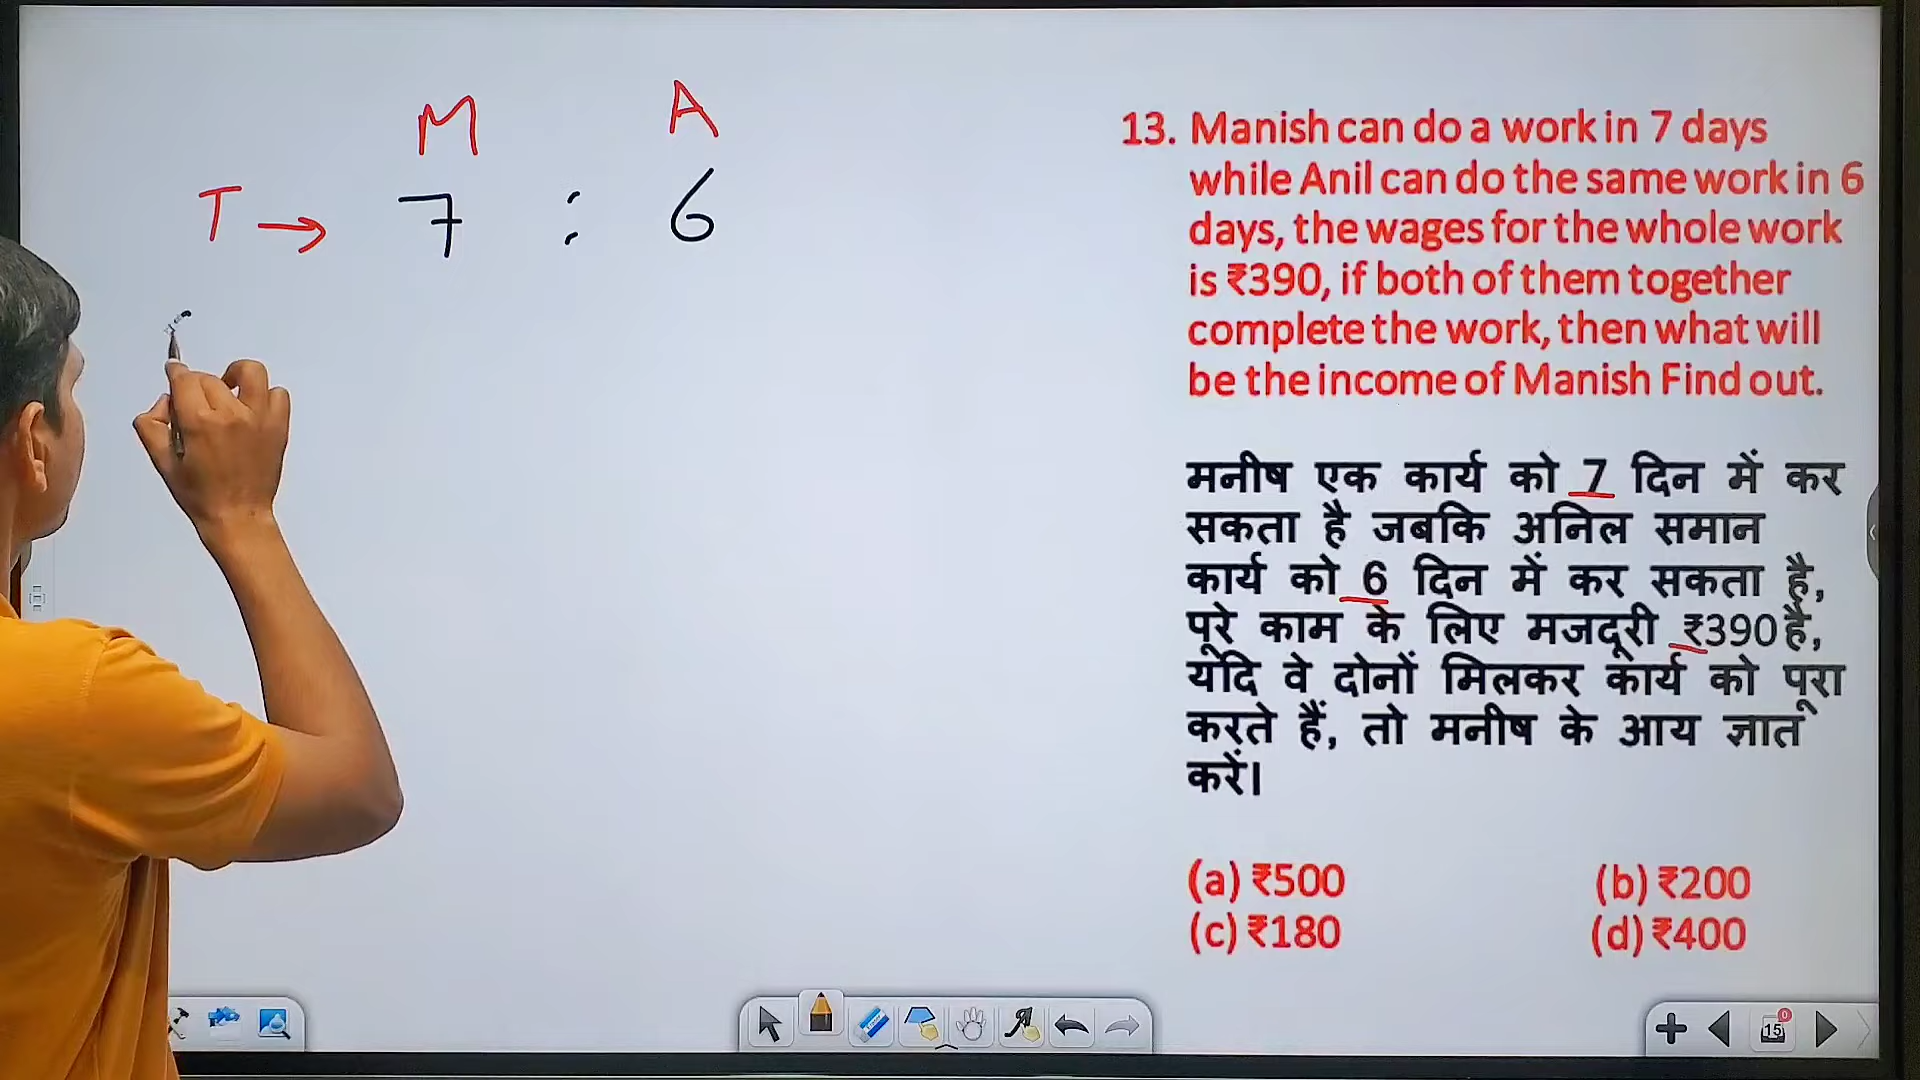 M A
T → 7 : 6
13. Manish can do a work in 7 days
while Anil can do the same work in 6
days, the wages for the whole work
is ₹390, if both of them together
complete the work, then what will
be the income of Manish Find out.
मनीष एक कार्य को 7 दिन में कर
सकता है जबकि अनिल समान
कार्य को 6 दिन में कर सकता है,
पूरे काम के लिए मजदूरी ₹390 है,
यदि वे दोनों मिलकर कार्य को पूरा
करते हैं, तो मनीष के आय ज्ञात
करें।
(a) ₹500 (b) ₹200
(c) ₹180 (d) ₹400
15 0